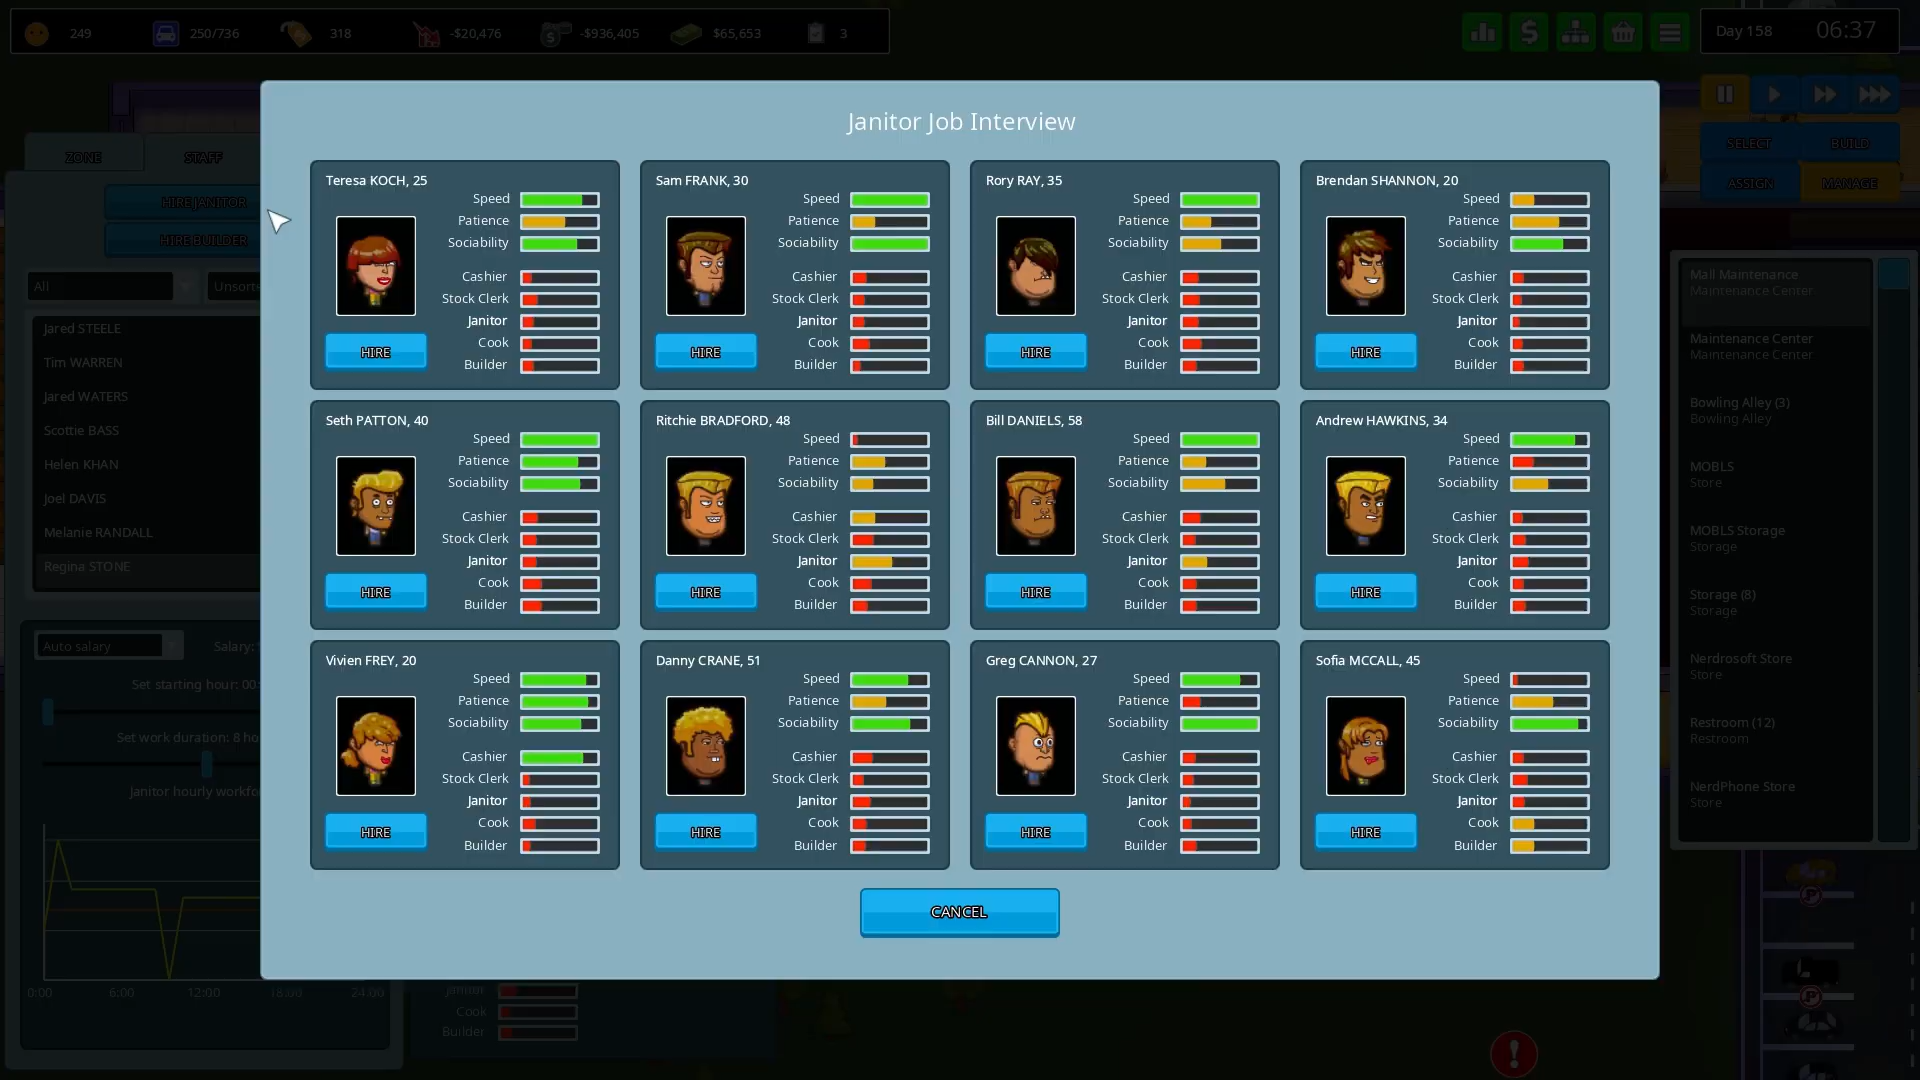 249
250/736
318
-$20,476
-$936,405
$65,653
3
Day 158
06:37
Janitor Job Interview
SELECT
BUILD
ASSIGN
MANAGE
ZONE
STAFF
HIRE JANITOR
HIRE BUILDER
All
Jared STEELE
Tim WARREN
Jared WATERS
Scottie BASS
Helen KHAN
Joel DAVIS
Melanie RANDALL
Regina STONE
Auto salary
Salary:
Set starting hour: 00:
Set work duration: 8
Janitor hourly
0:00
6:00
12:00
18:00
24:00
Teresa KOCH, 25
Speed
Patience
Sociability
Cashier
Stock Clerk
Janitor
Cook
Builder
HIRE
Sam FRANK, 30
Speed
Patience
Sociability
Cashier
Stock Clerk
Janitor
Cook
Builder
HIRE
Rory RAY, 35
Speed
Patience
Sociability
Cashier
Stock Clerk
Janitor
Cook
Builder
HIRE
Brendan SHANNON, 20
Speed
Patience
Sociability
Cashier
Stock Clerk
Janitor
Cook
Builder
HIRE
Seth PATTON, 40
Speed
Patience
Sociability
Cashier
Stock Clerk
Janitor
Cook
Builder
HIRE
Ritchie BRADFORD, 48
Speed
Patience
Sociability
Cashier
Stock Clerk
Janitor
Cook
Builder
HIRE
Bill DANIELS, 58
Speed
Patience
Sociability
Cashier
Stock Clerk
Janitor
Cook
Builder
HIRE
Andrew HAWKINS, 34
Speed
Patience
Sociability
Cashier
Stock Clerk
Janitor
Cook
Builder
HIRE
Vivien FREY, 20
Speed
Patience
Sociability
Cashier
Stock Clerk
Janitor
Cook
Builder
HIRE
Danny CRANE, 51
Speed
Patience
Sociability
Cashier
Stock Clerk
Janitor
Cook
Builder
HIRE
Greg CANNON, 27
Speed
Patience
Sociability
Cashier
Stock Clerk
Janitor
Cook
Builder
HIRE
Sofia MCCALL, 45
Speed
Patience
Sociability
Cashier
Stock Clerk
Janitor
Cook
Builder
HIRE
CANCEL
Janitor
Cook
Builder
Mall Maintenance
Maintenance Center
Maintenance Center
Maintenance Center
Bowling Alley (3)
Bowling Alley
MOBLS
Store
MOBLS Storage
Storage
Storage (8)
Storage
Nerdrosoft Store
Store
Restroom (12)
Restroom
NerdPhone Store
Store